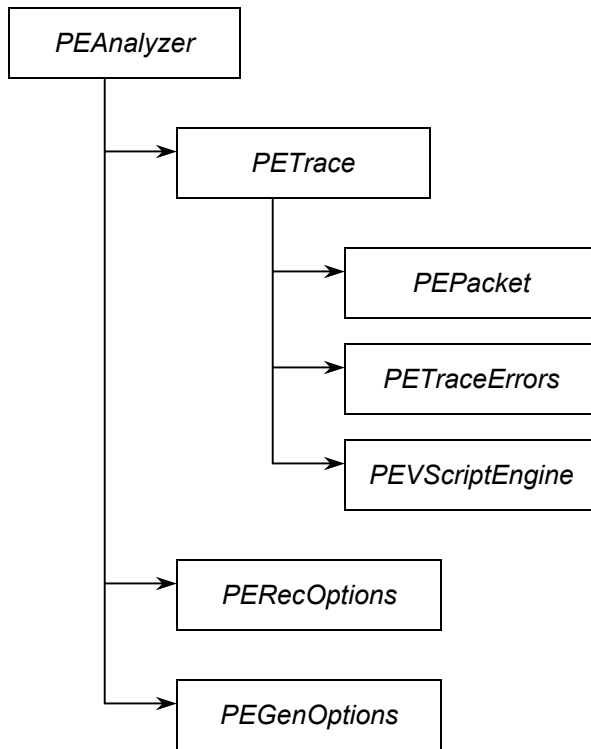 PEAnalyzer
PETrace
PEPacket
PETraceErrors
PEVScriptEngine
PERecOptions
PEGenOptions